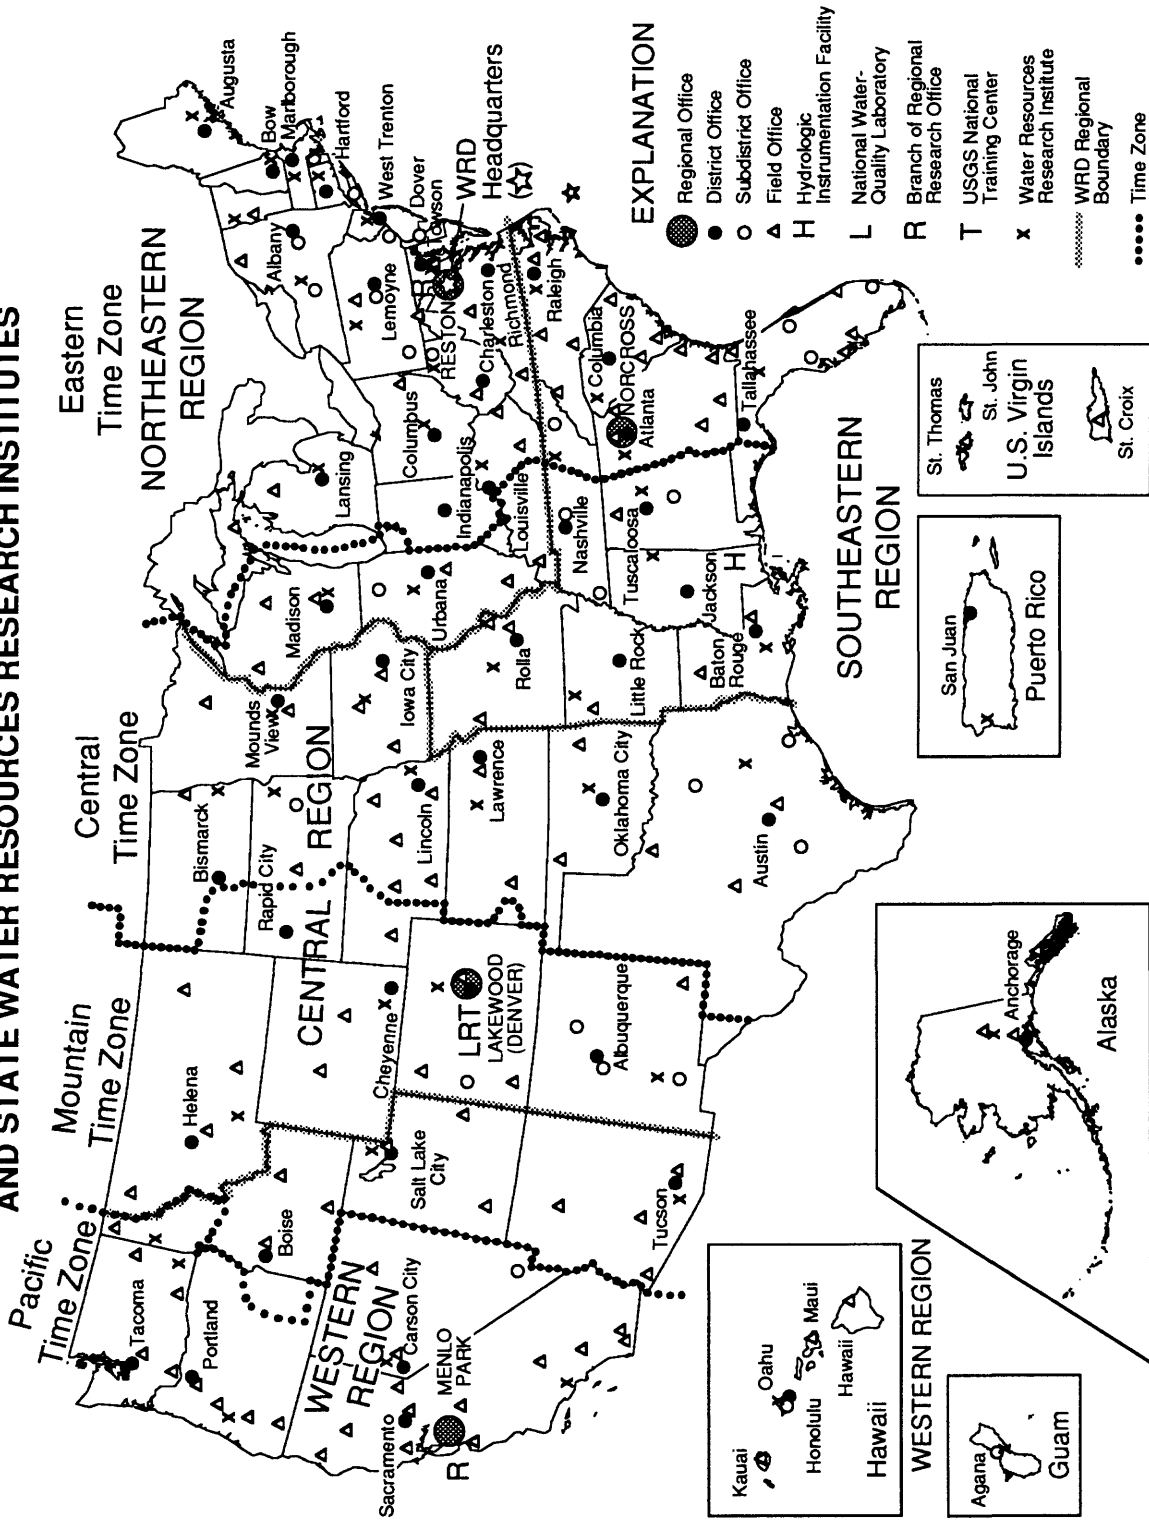 AND STATE WATER RESOURCES RESEARCH INSTITUTES
Pacific
Time Zone
Mountain
Time Zone
Central
Time Zone
Eastern
Time Zone
NORTHEASTERN
REGION
CENTRAL REGION
CENTRAL REGION
WESTERN
REGION
SOUTHEASTERN
REGION
Tacoma
Portland
Boise
Helena
Bismarck
Rapid City
Mounds
View
Madison
Lansing
Albany
Augusta
Bow
Marlborough
Hartford
West Trenton
Dover
Towson
WRD
Headquarters
(☆)
Lemoyne
RESTON
Charleston
Richmond
Raleigh
Columbus
Indianapolis
Louisville
Urbana
Iowa City
Lincoln
Cheyenne
Salt Lake
City
Carson City
MENLO
PARK
Sacramento
R
LRT
LAKEWOOD
(DENVER)
Lawrence
Rolla
Nashville
Columbia
NORCROSS
Atlanta
Tallahassee
Tuscaloosa
Jackson
H
Little Rock
Baton
Rouge
Oklahoma City
Austin
Albuquerque
Tucson
EXPLANATION
Regional Office
District Office
Subdistrict Office
Field Office
H Hydrologic
Instrumentation Facility
L National Water-
Quality Laboratory
R Branch of Regional
Research Office
T USGS National
Training Center
x Water Resources
Research Institute
WRD Regional
Boundary
Time Zone
Kauai
Oahu
Honolulu
Maui
Hawaii
Hawaii
WESTERN REGION
Agana
Guam
Anchorage
Alaska
San Juan
Puerto Rico
St. Thomas
St. John
U.S. Virgin
Islands
St. Croix